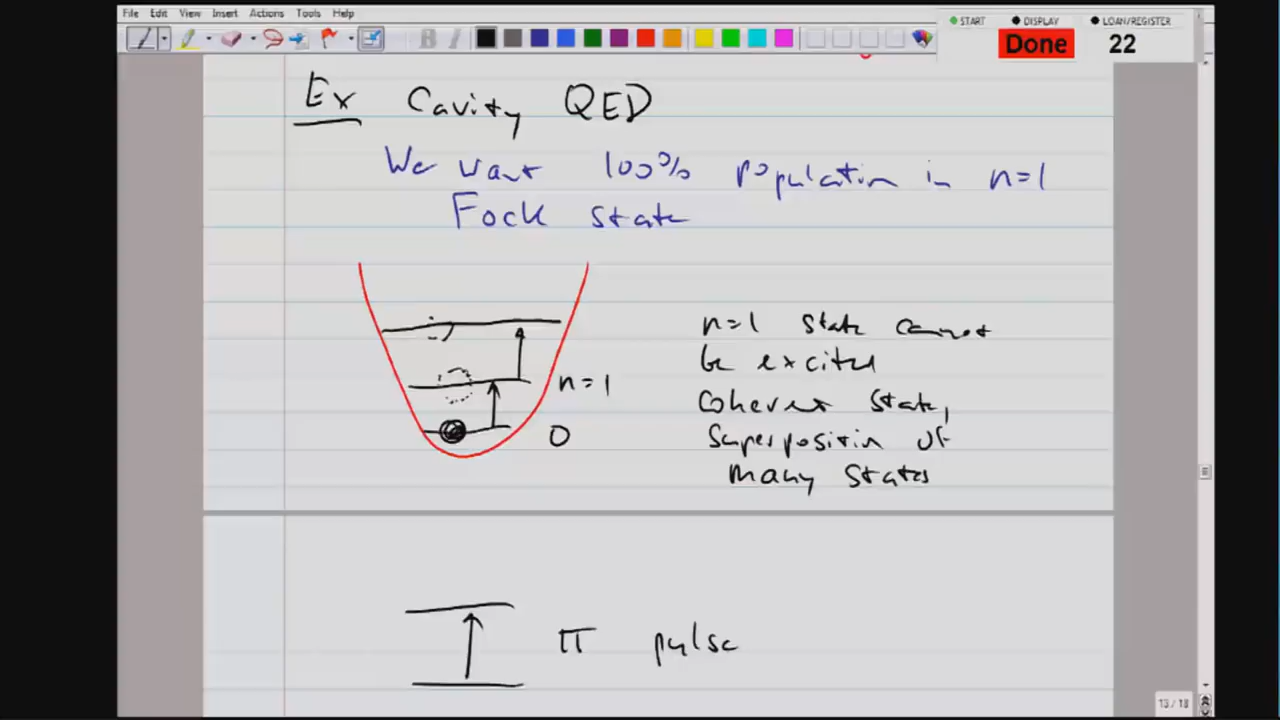 File Edit View Insert Actions Tools Help
START DISPLAY LOAN/REGISTER
Done 22
B I
Ex Cavity QED
We want 100% population in n=1
Fock state
n=1 state cannot
be excited
n=1
coherent state,
0
superposition of
many states
π pulse
13 / 18